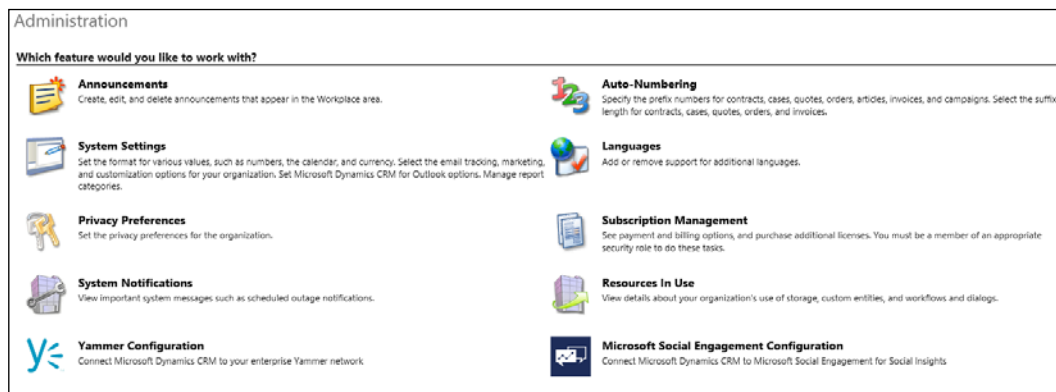 Administration
Which feature would you like to work with?
Announcements
Create, edit, and delete announcements that appear in the Workplace area.
Auto-Numbering
Specify the prefix numbers for contracts, cases, quotes, orders, articles, invoices, and campaigns. Select the suffix
length for contracts, cases, quotes, orders, and invoices.
System Settings
Set the format for various values, such as numbers, the calendar, and currency. Select the email tracking, marketing,
and customization options for your organization. Set Microsoft Dynamics CRM for Outlook options. Manage report
categories.
Languages
Add or remove support for additional languages.
Privacy Preferences
Set the privacy preferences for the organization.
Subscription Management
See payment and billing options, and purchase additional licenses. You must be a member of an appropriate
security role to do these tasks.
System Notifications
View important system messages such as scheduled outage notifications.
Resources In Use
View details about your organization's use of storage, custom entities, and workflows and dialogs.
Yammer Configuration
Connect Microsoft Dynamics CRM to your enterprise Yammer network
Microsoft Social Engagement Configuration
Connect Microsoft Dynamics CRM to Microsoft Social Engagement for Social Insights